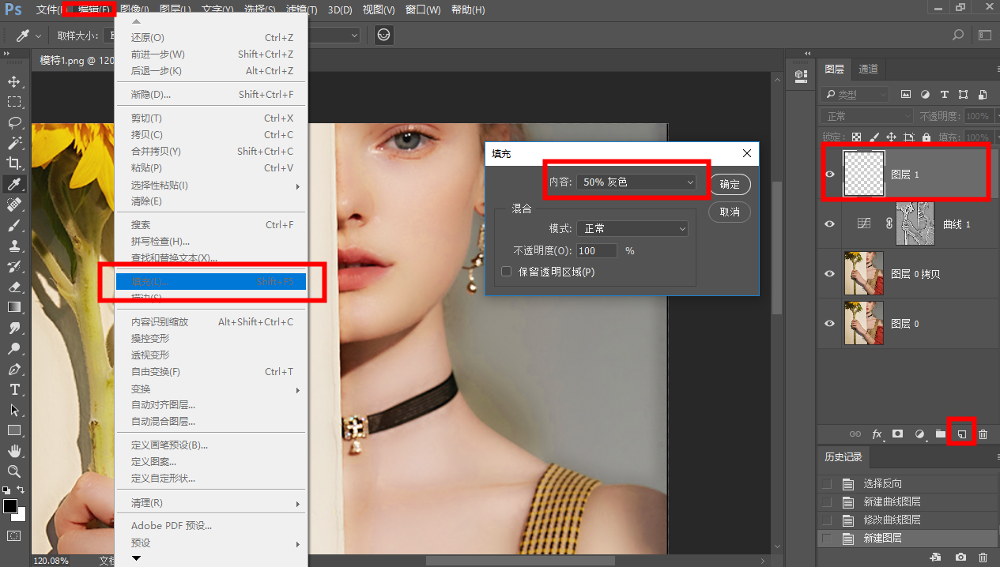 Ps 文件(F 编辑(E) 图像(I) 图层(L) 文字(Y) 选择(S) 滤镜(T) 3D(D) 视图(V) 窗口(W) 帮助(H)
取样大小:
模特1.png @ 120
还原(O) Ctrl+Z
前进一步(W) Shift+Ctrl+Z
后退一步(K) Alt+Ctrl+Z
渐隐(D)... Shift+Ctrl+F
剪切(T) Ctrl+X
拷贝(C) Ctrl+C
合并拷贝(Y) Shift+Ctrl+C
粘贴(P) Ctrl+V
选择性粘贴(I)
清除(E)
搜索 Ctrl+F
拼写检查(H)...
查找和替换文本(X)...
填充(L)... Shift+F5
描边(S)...
内容识别缩放 Alt+Shift+Ctrl+C
操控变形
透视变形
自由变换(F) Ctrl+T
变换
自动对齐图层...
自动混合图层...
定义画笔预设(B)...
定义图案...
定义自定形状...
清理(R)
Adobe PDF 预设...
预设
120.08% 文档
填充
内容: 50% 灰色
确定
取消
混合
模式: 正常
不透明度(O): 100 %
保留透明区域(P)
图层 通道
类型
正常 不透明度: 100%
锁定: 填充: 100%
图层 1
曲线 1
图层 0 拷贝
图层 0
fx
历史记录
选择反向
新建曲线图层
修改曲线图层
新建图层